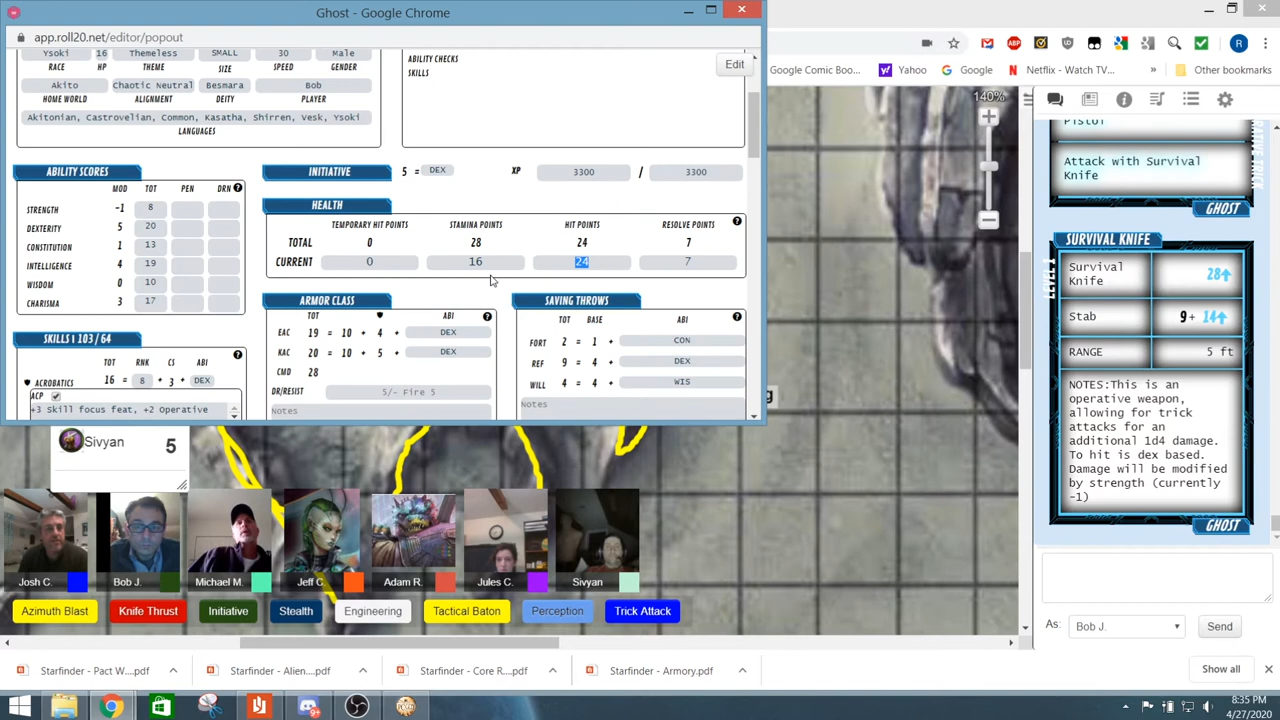 Ghost - Google Chrome
app.roll20.net/editor/popout
Ysoki 16 Themeless SMALL 30 Male
RACE HP THEME SIZE SPEED GENDER
Akito Chaotic Neutral Besmara Bob
HOME WORLD ALIGNMENT DEITY PLAYER
Akitonian, Castrovelian, Common, Kasatha, Shirren, Vesk, Ysoki
LANGUAGES
ABILITY CHECKS
SKILLS
Edit
ABILITY SCORES
MOD TOT PEN DRN
STRENGTH -1 8
DEXTERITY 5 20
CONSTITUTION 1 13
INTELLIGENCE 4 19
WISDOM 0 10
CHARISMA 3 17
SKILLS | 103 / 64
TOT RNK CS ABI
ACROBATICS 16 = 8 + 3 + DEX
ACP
+3 Skill focus feat, +2 Operative
INITIATIVE 5 = DEX XP 3300 / 3300
HEALTH
TEMPORARY HIT POINTS STAMINA POINTS HIT POINTS RESOLVE POINTS
TOTAL 0 28 24 7
CURRENT 0 16 24 7
ARMOR CLASS
TOT ABI
EAC 19 = 10 + 4 + DEX
KAC 20 = 10 + 5 + DEX
CMD 28
DR/RESIST 5/- Fire 5
Notes
SAVING THROWS
TOT BASE ABI
FORT 2 = 1 + CON
REF 9 = 4 + DEX
WILL 4 = 4 + WIS
Notes
Google Comic Boo...
Yahoo
Google
Netflix - Watch TV...
»
Other bookmarks
R
ABP
140%
Pistol
Attack with Survival
Knife
GHOST
SURVIVAL KNIFE
LEVEL 1
Survival
Knife 28
Stab 9+ 14
RANGE 5 ft
NOTES:This is an
operative weapon,
allowing for trick
attacks for an
additional 1d4 damage.
To hit is dex based.
Damage will be modified
by strength (currently
-1)
GHOST
As: Bob J. Send
Sivyan 5
Josh C. Bob J. Michael M. Jeff C. Adam R. Jules C. Sivyan
Azimuth Blast Knife Thrust Initiative Stealth Engineering Tactical Baton Perception Trick Attack
Starfinder - Pact W....pdf
Starfinder - Alien....pdf
Starfinder - Core R....pdf
Starfinder - Armory.pdf
Show all
9+
8:35 PM
4/27/2020